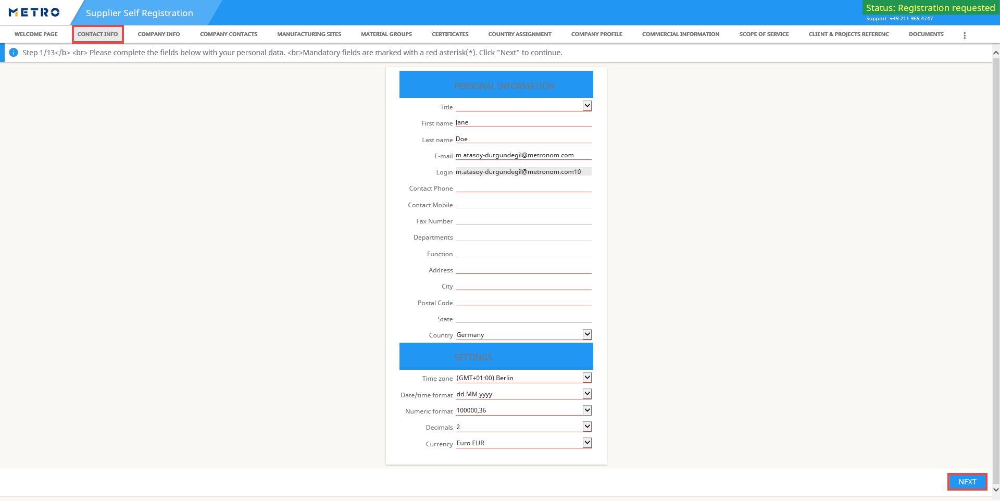 METRO
Supplier Self Registration
Status: Registration requested
Support: +49 211 969 4747
WELCOME PAGE CONTACT INFO COMPANY INFO COMPANY CONTACTS MANUFACTURING SITES MATERIAL GROUPS CERTIFICATES COUNTRY ASSIGNMENT COMPANY PROFILE COMMERCIAL INFORMATION SCOPE OF SERVICE CLIENT & PROJECTS REFERENC DOCUMENTS
Step 1/13</b> <br> Please complete the fields below with your personal data. <br>Mandatory fields are marked with a red asterisk(*). Click "Next" to continue.
PERSONAL INFORMATION
Title
First name Jane
Last name Doe
E-mail m.atasoy-durgundegil@metronom.com
Login m.atasoy-durgundegil@metronom.com10
Contact Phone
Contact Mobile
Fax Number
Departments
Function
Address
City
Postal Code
State
Country Germany
SETTINGS
Time zone (GMT+01:00) Berlin
Date/time format dd.MM.yyyy
Numeric format 100000,36
Decimals 2
Currency Euro EUR
NEXT